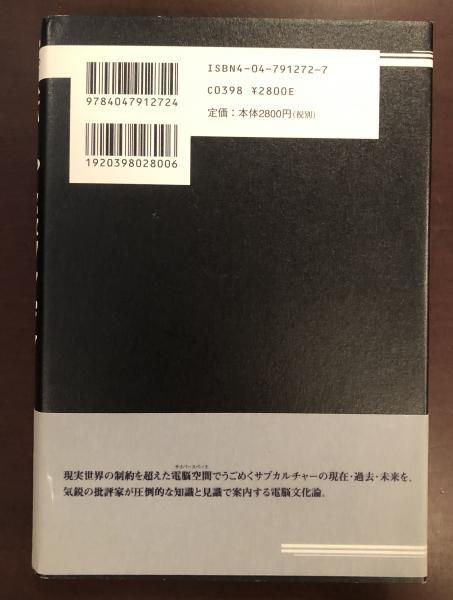 ISBN4-04-791272-7
9784047912724
C0398 ¥2800E
定価：本体2800円(税別)
1920398028006
サイバースペース
現実世界の制約を超えた電脳空間でうごめくサブカルチャーの現在・過去・未来を、
気鋭の批評家が圧倒的な知識と見識で案内する電脳文化論。